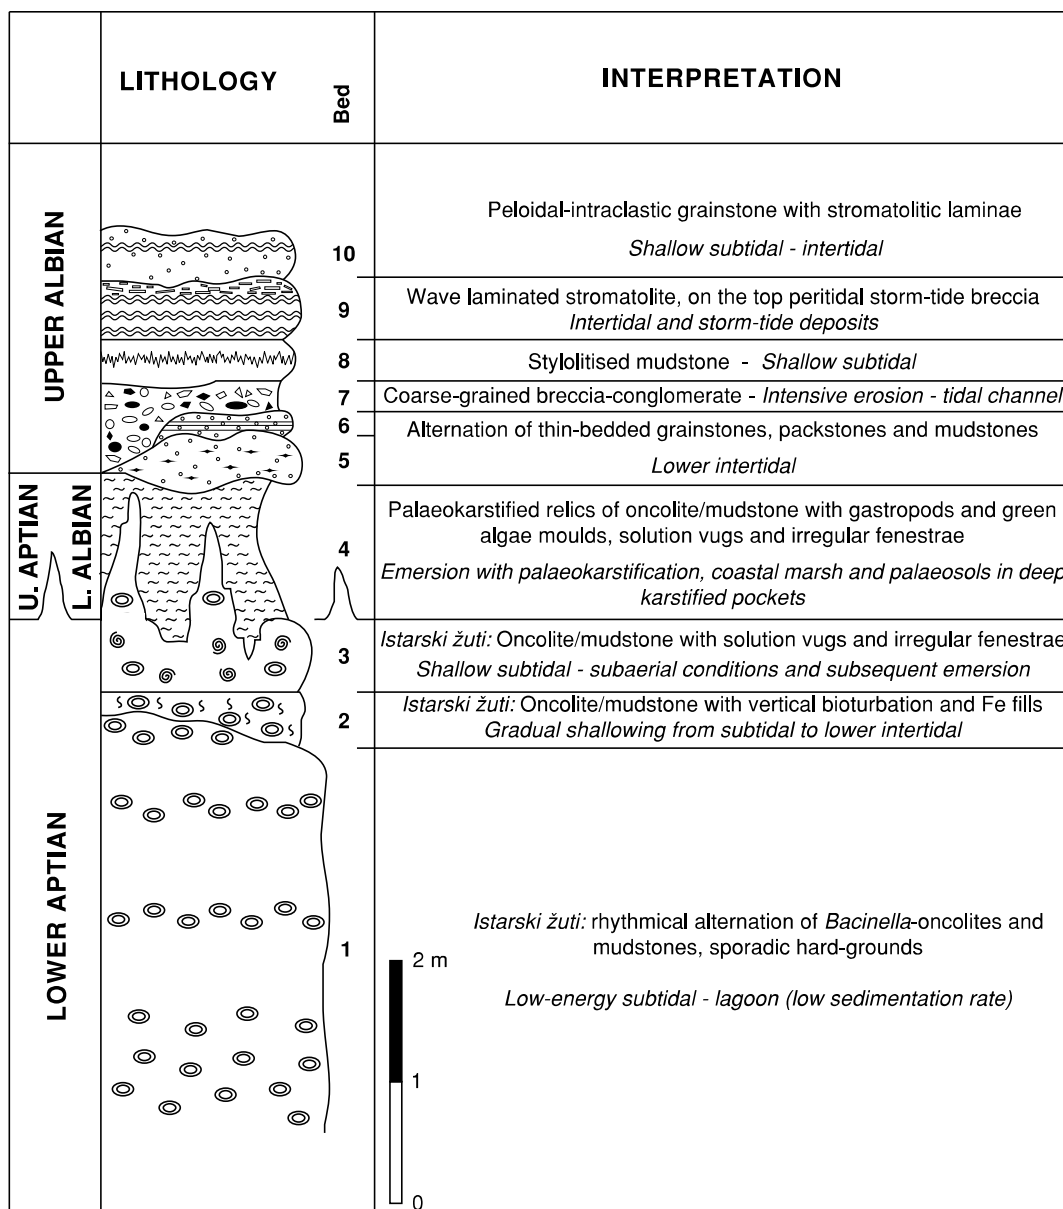 LITHOLOGY
Bed
INTERPRETATION
UPPER ALBIAN
10
Peloidal-intraclastic grainstone with stromatolitic laminae
Shallow subtidal - intertidal
9
Wave laminated stromatolite, on the top peritidal storm-tide breccia
Intertidal and storm-tide deposits
8
Stylolitised mudstone - Shallow subtidal
7
Coarse-grained breccia-conglomerate - Intensive erosion - tidal channel
6
Alternation of thin-bedded grainstones, packstones and mudstones
5
Lower intertidal
U. APTIAN
L. ALBIAN
4
Palaeokarstified relics of oncolite/mudstone with gastropods and green
algae moulds, solution vugs and irregular fenestrae
Emersion with palaeokarstification, coastal marsh and palaeosols in deep
karstified pockets
LOWER APTIAN
3
Istarski žuti: Oncolite/mudstone with solution vugs and irregular fenestrae
Shallow subtidal - subaerial conditions and subsequent emersion
2
Istarski žuti: Oncolite/mudstone with vertical bioturbation and Fe fills
Gradual shallowing from subtidal to lower intertidal
1
Istarski žuti: rhythmical alternation of Bacinella-oncolites and
mudstones, sporadic hard-grounds
Low-energy subtidal - lagoon (low sedimentation rate)
2 m
1
0